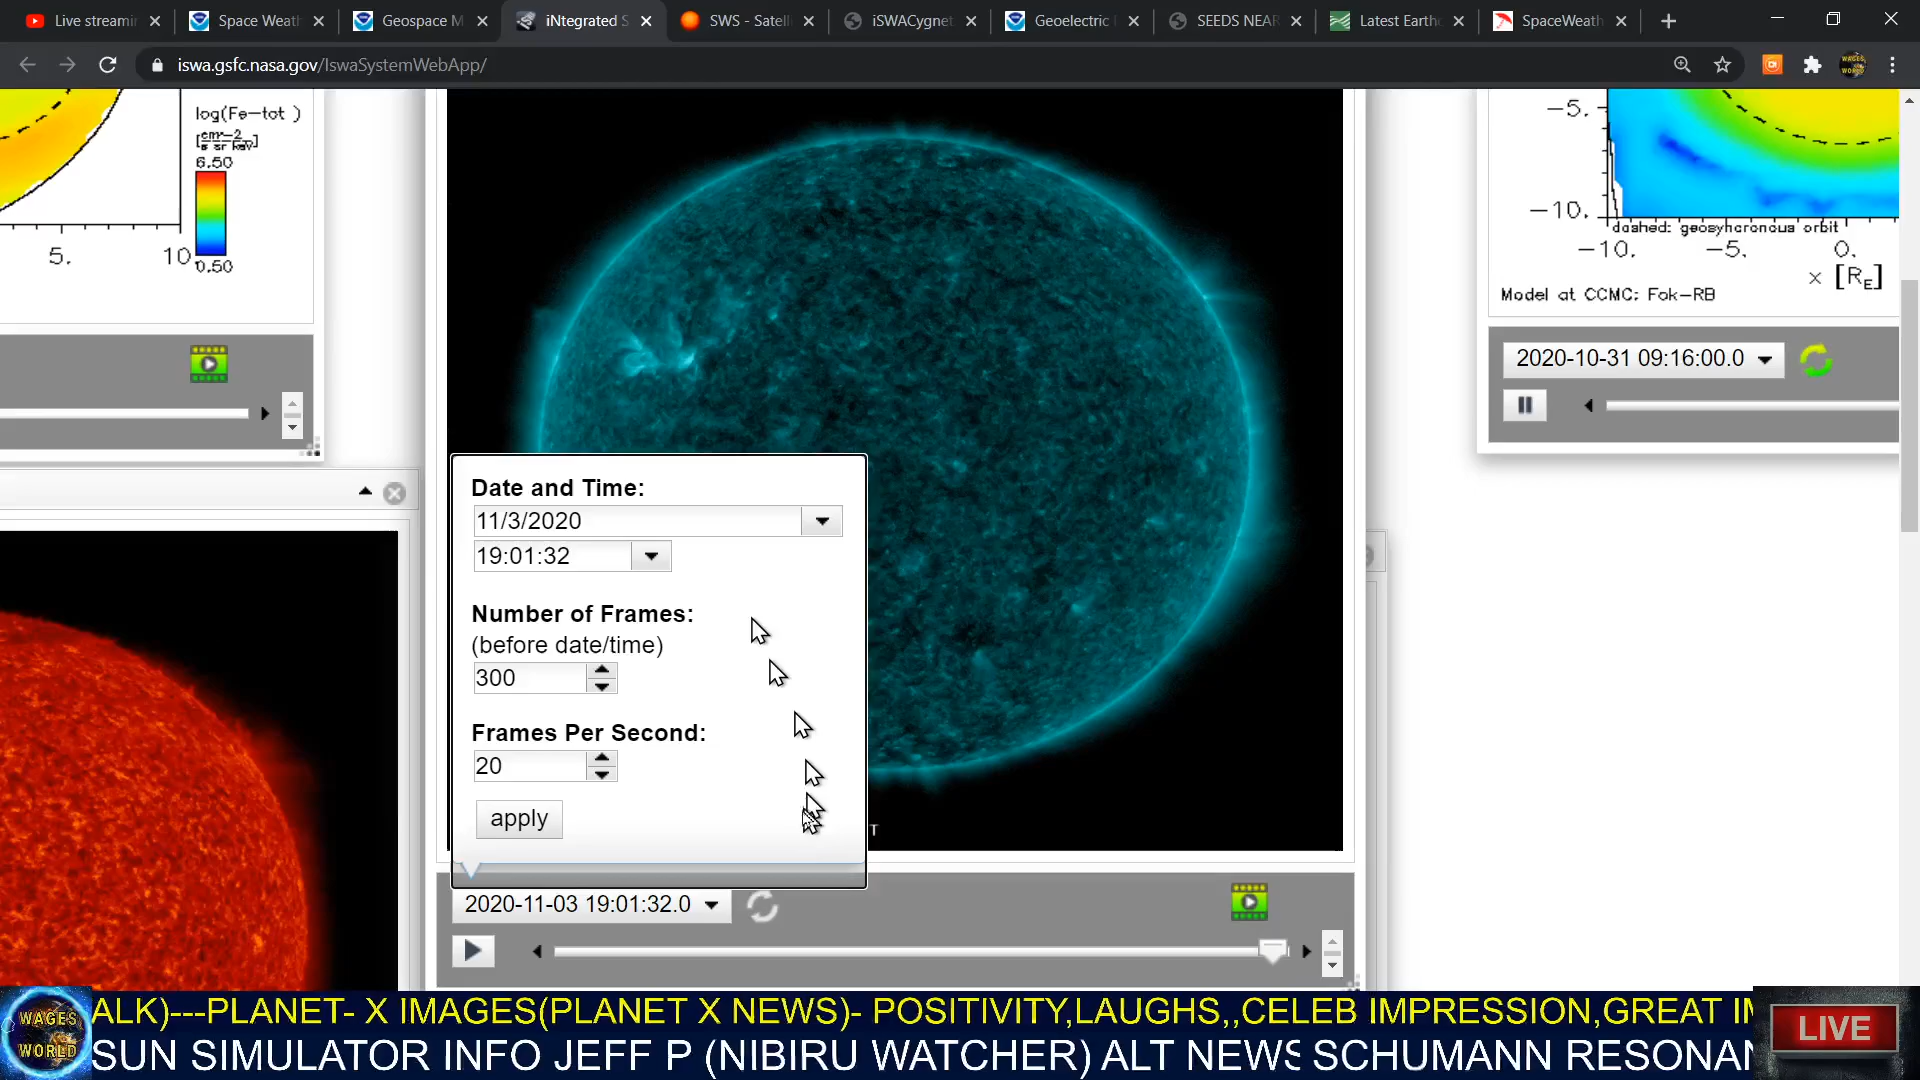 Live streamin
Space Weath
Geospace M
iNtegrated S
SWS - Satelli
iSWACygnet
Geoelectric
SEEDS NEAR
Latest Earth
SpaceWeath
iswa.gsfc.nasa.gov/IswaSystemWebApp/
log(Fe-tot )
6.50
0.50
5.
10.
Date and Time:
11/3/2020
19:01:32
Number of Frames:
(before date/time)
300
Frames Per Second:
20
apply
T
2020-11-03 19:01:32.0
-5.
-10.
dashed: geosyhcronous orbit
-10.
-5.
0.
x [RE]
Model at CCMC: Fok-RB
2020-10-31 09:16:00.0
WAGES
WORLD
ALK)---PLANET- X IMAGES(PLANET X NEWS)- POSITIVITY,LAUGHS,,CELEB IMPRESSION,GREAT IM
SUN SIMULATOR INFO JEFF P (NIBIRU WATCHER) ALT NEWS SCHUMANN RESONAN
LIVE